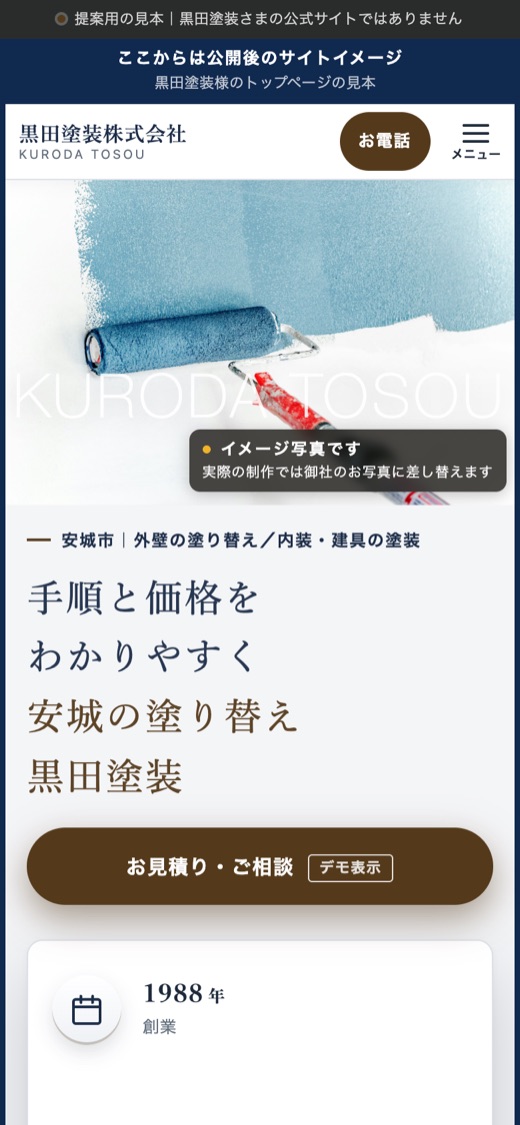 提案用の見本｜黒田塗装さまの公式サイトではありません
ここからは公開後のサイトイメージ
黒田塗装様のトップページの見本
黒田塗装株式会社
KURODA TOSOU
お電話
メニュー
KURODA TOSOU
イメージ写真です
実際の制作では御社のお写真に差し替えます
安城市｜外壁の塗り替え／内装・建具の塗装
手順と価格を
わかりやすく
安城の塗り替え
黒田塗装
お見積り・ご相談 デモ表示
1988年
創業